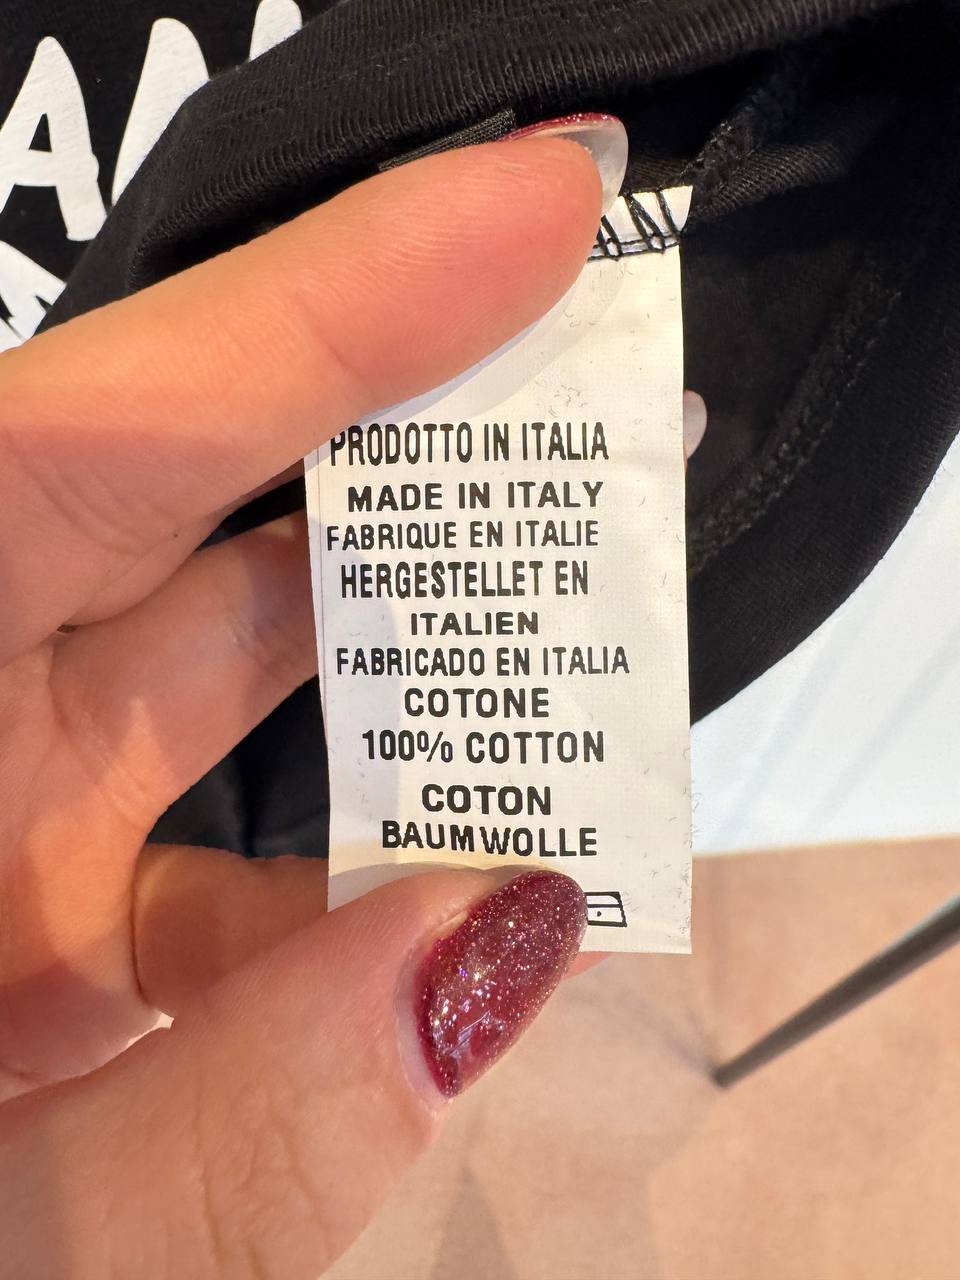 PRODOTTO IN ITALIA
MADE IN ITALY
FABRIQUE EN ITALIE
HERGESTELLET EN
ITALIEN
FABRICADO EN ITALIA
COTONE
100% COTTON
COTON
BAUMWOLLE